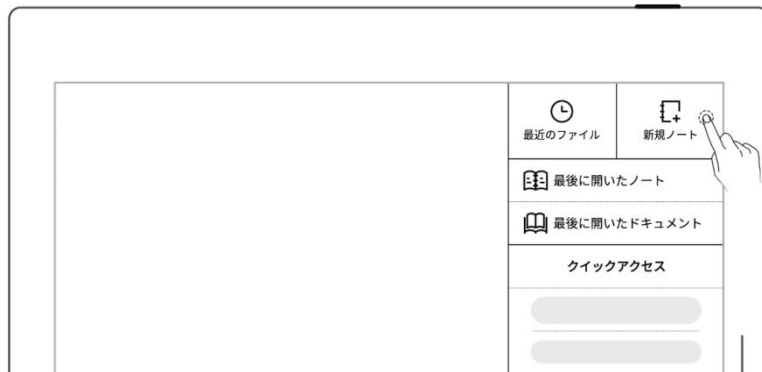 最近のファイル
新規ノート
最後に開いたノート
最後に開いたドキュメント
クイックアクセス